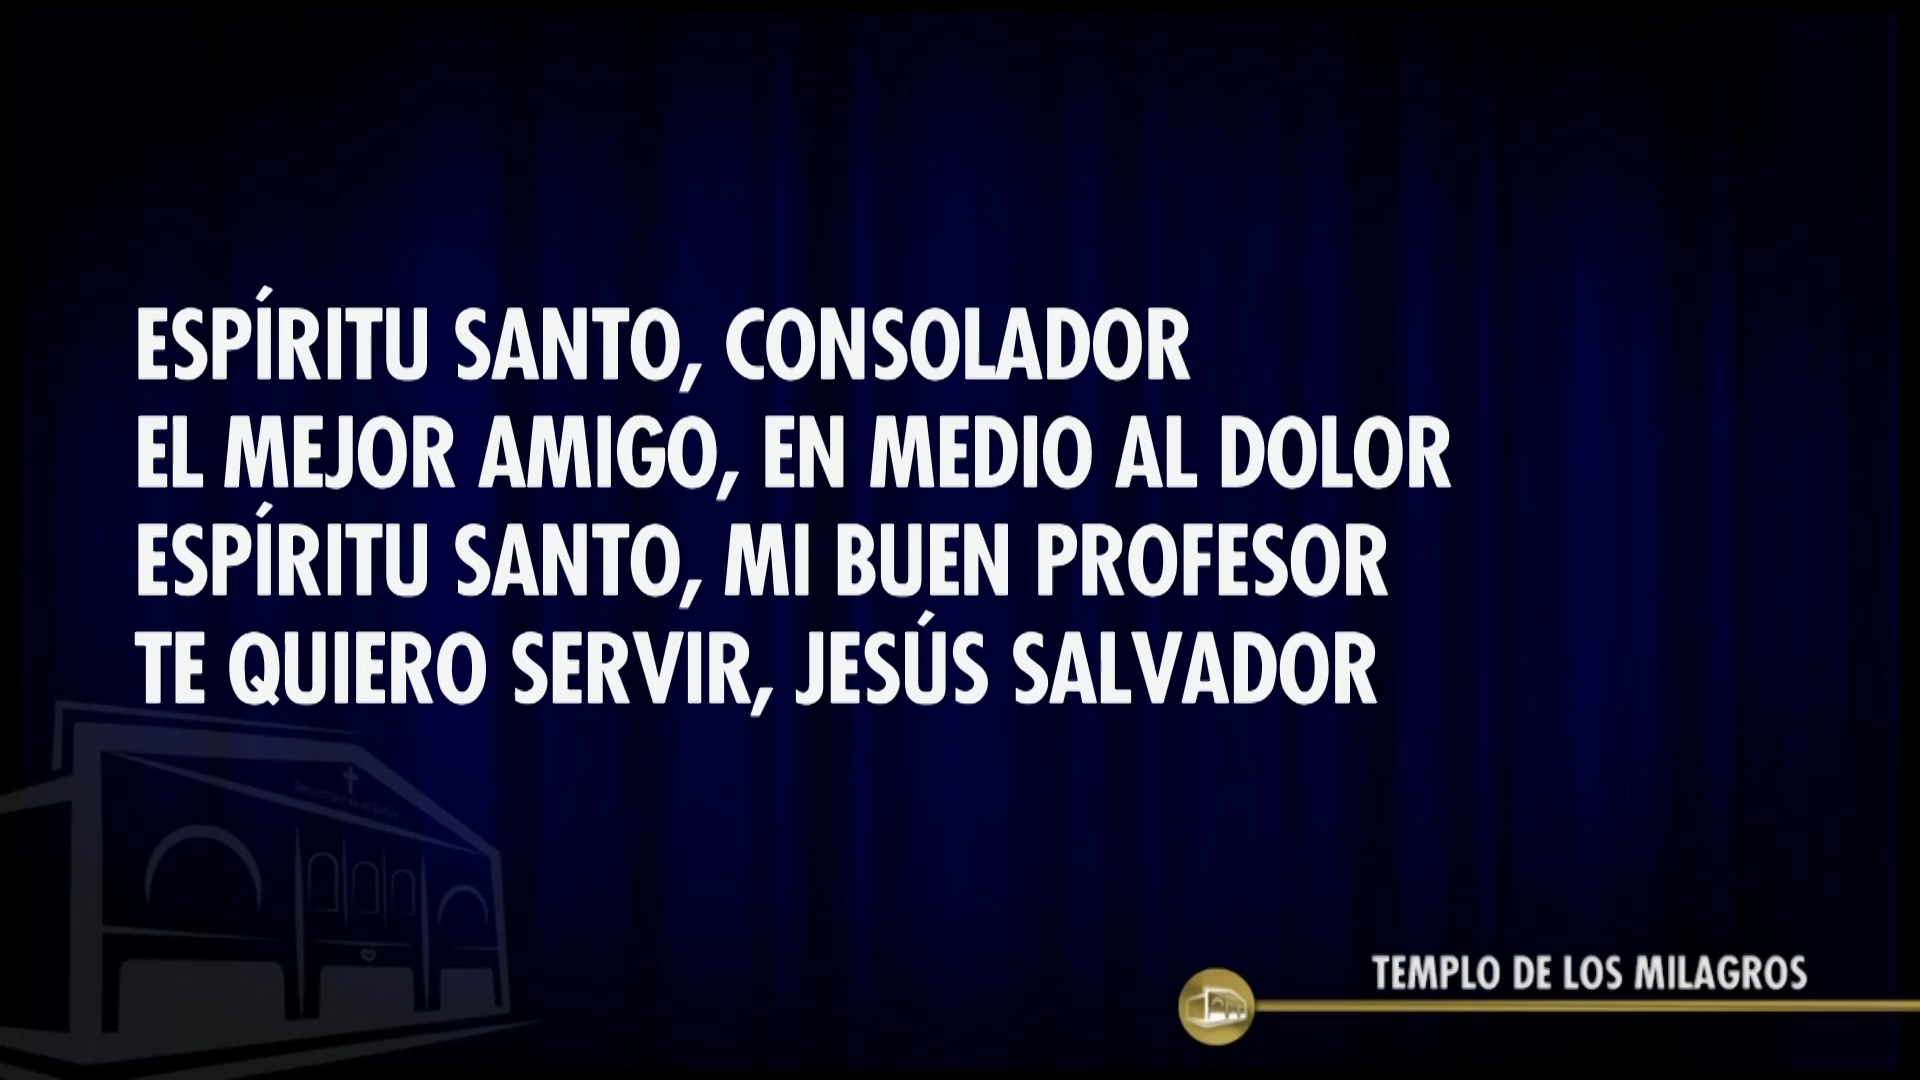 ESPÍRITU SANTO, CONSOLADOR
EL MEJOR AMIGO, EN MEDIO AL DOLOR
ESPÍRITU SANTO, MI BUEN PROFESOR
TE QUIERO SERVIR, JESÚS SALVADOR
TEMPLO DE LOS MILAGROS